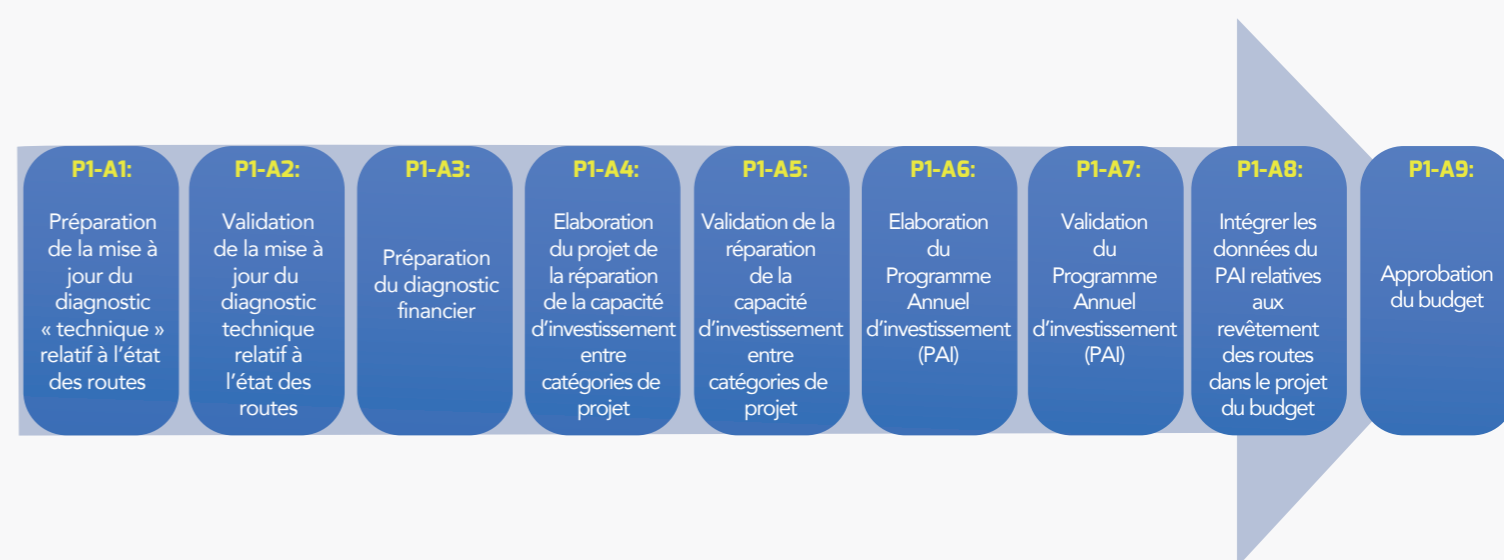 P1-A1:
Préparation
de la mise à
jour du
diagnostic
« technique »
relatif à l’état
des routes
P1-A2:
Validation
de la mise à
jour du
diagnostic
technique
relatif à
l’état des
routes
P1-A3:
Préparation
du diagnostic
financier
P1-A4:
Elaboration
du projet de
la réparation
de la capacité
d’investissement
entre
catégories de
projet
P1-A5:
Validation de la
réparation
de la
capacité
d’investissement
entre
catégories de
projet
P1-A6:
Elaboration
du
Programme
Annuel
d’investissement
(PAI)
P1-A7:
Validation
du
Programme
Annuel
d’investissement
(PAI)
P1-A8:
Intégrer les
données du
PAI relatives
aux
revêtement
des routes
dans le projet
du budget
P1-A9:
Approbation
du budget